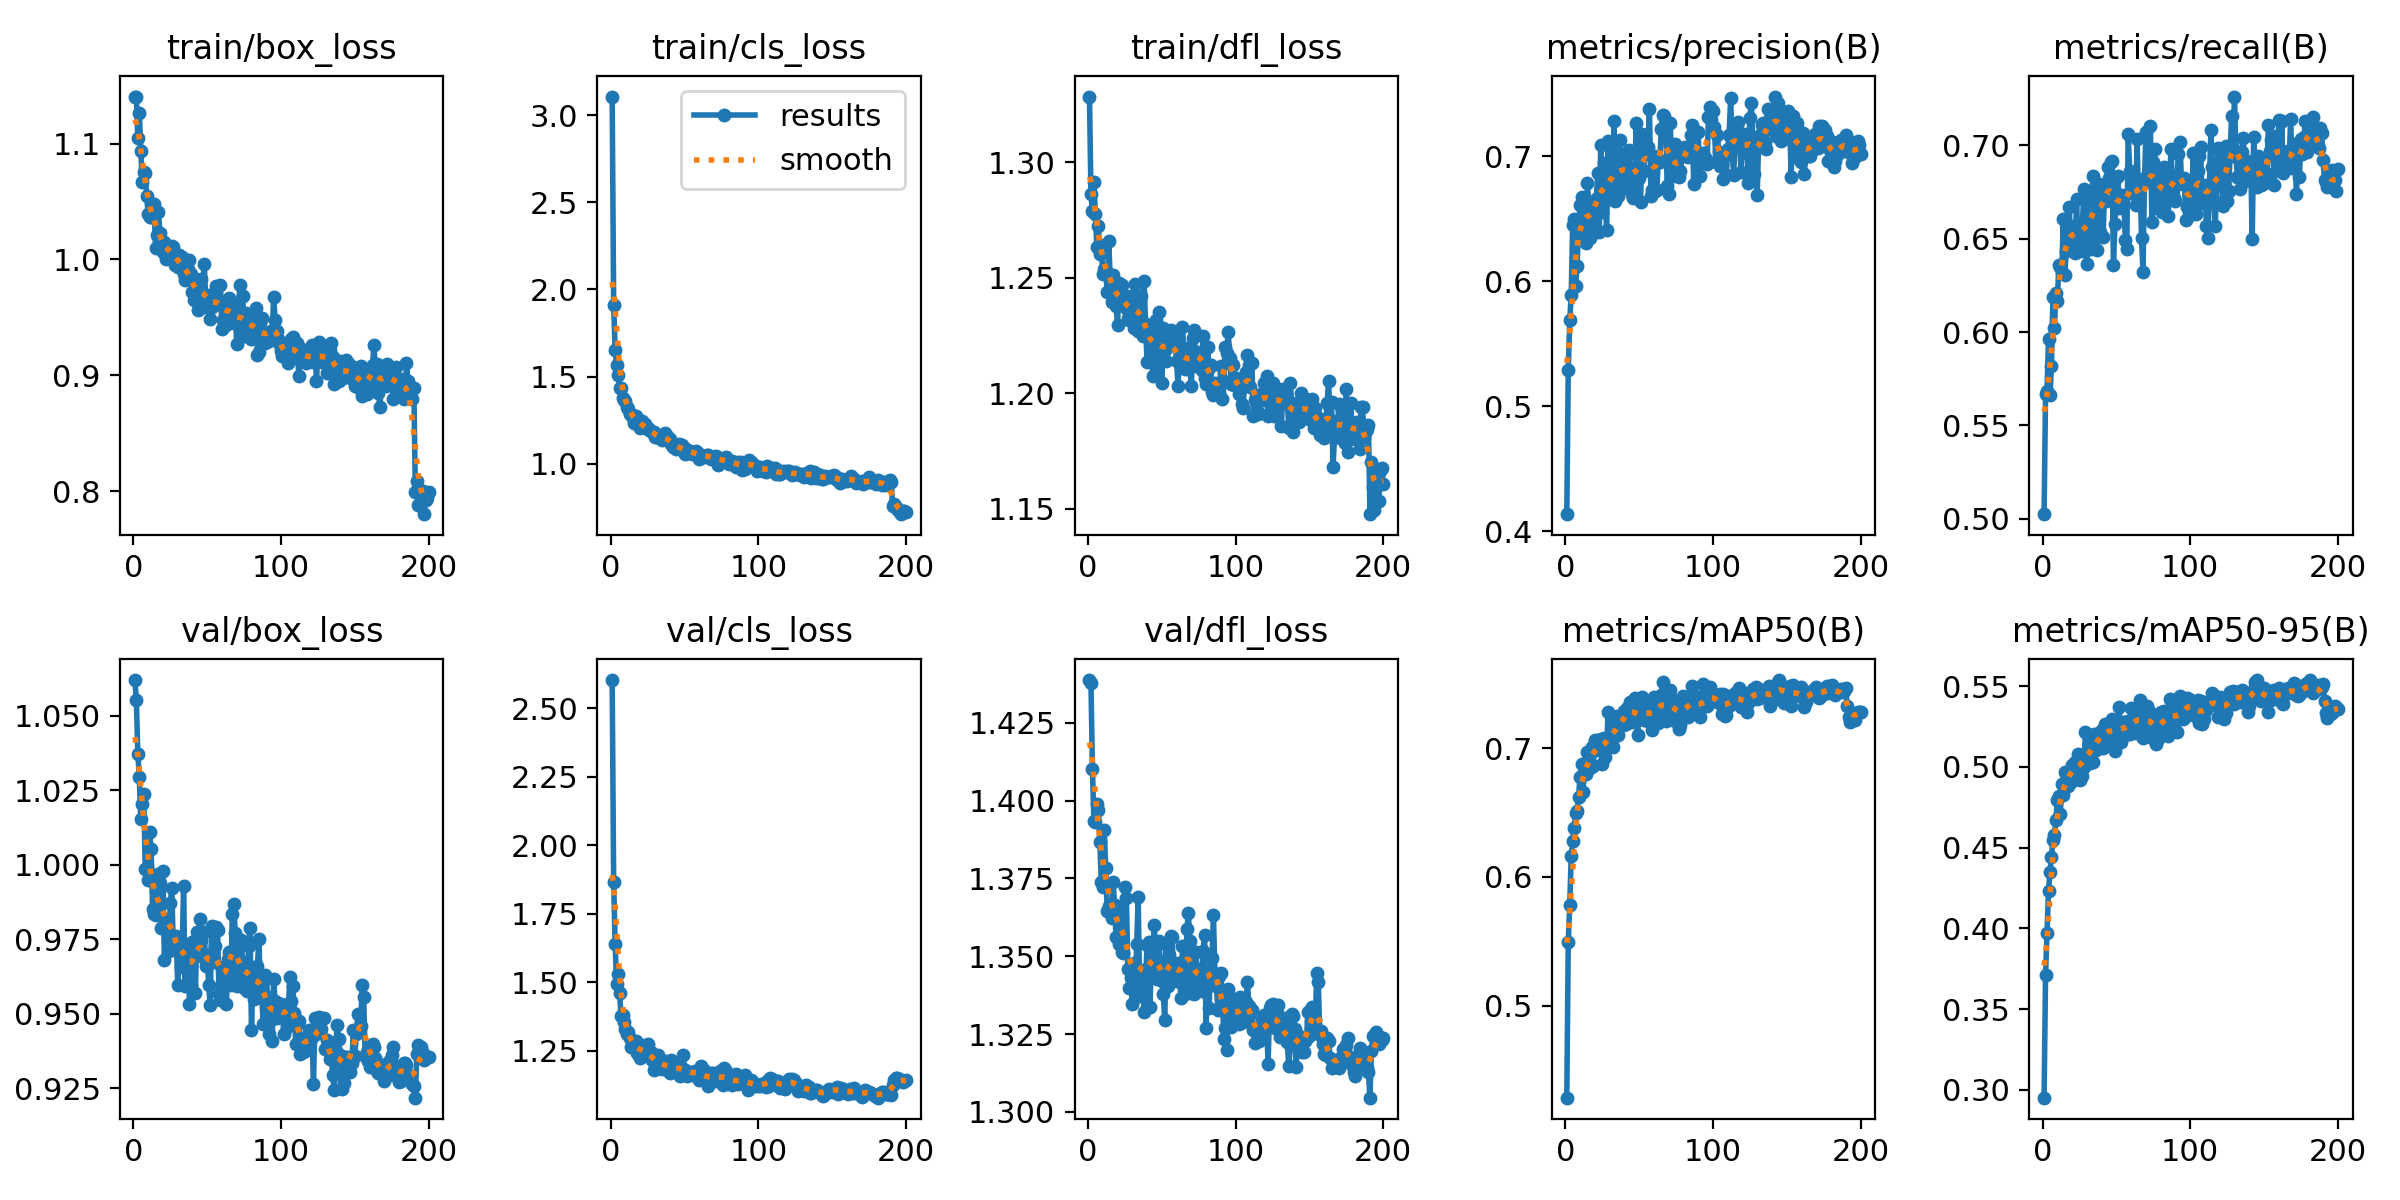 train/box_loss
train/cls_loss
train/dfl_loss
metrics/precision(B)
metrics/recall(B)
1.1
1.0
0.9
0.8
0 100 200
results
smooth
3.0
2.5
2.0
1.5
1.0
0 100 200
1.30
1.25
1.20
1.15
0 100 200
0.7
0.6
0.5
0.4
0 100 200
0.70
0.65
0.60
0.55
0.50
0 100 200
val/box_loss
val/cls_loss
val/dfl_loss
metrics/mAP50(B)
metrics/mAP50-95(B)
1.050
1.025
1.000
0.975
0.950
0.925
0 100 200
2.50
2.25
2.00
1.75
1.50
1.25
0 100 200
1.425
1.400
1.375
1.350
1.325
1.300
0 100 200
0.7
0.6
0.5
0 100 200
0.55
0.50
0.45
0.40
0.35
0.30
0 100 200